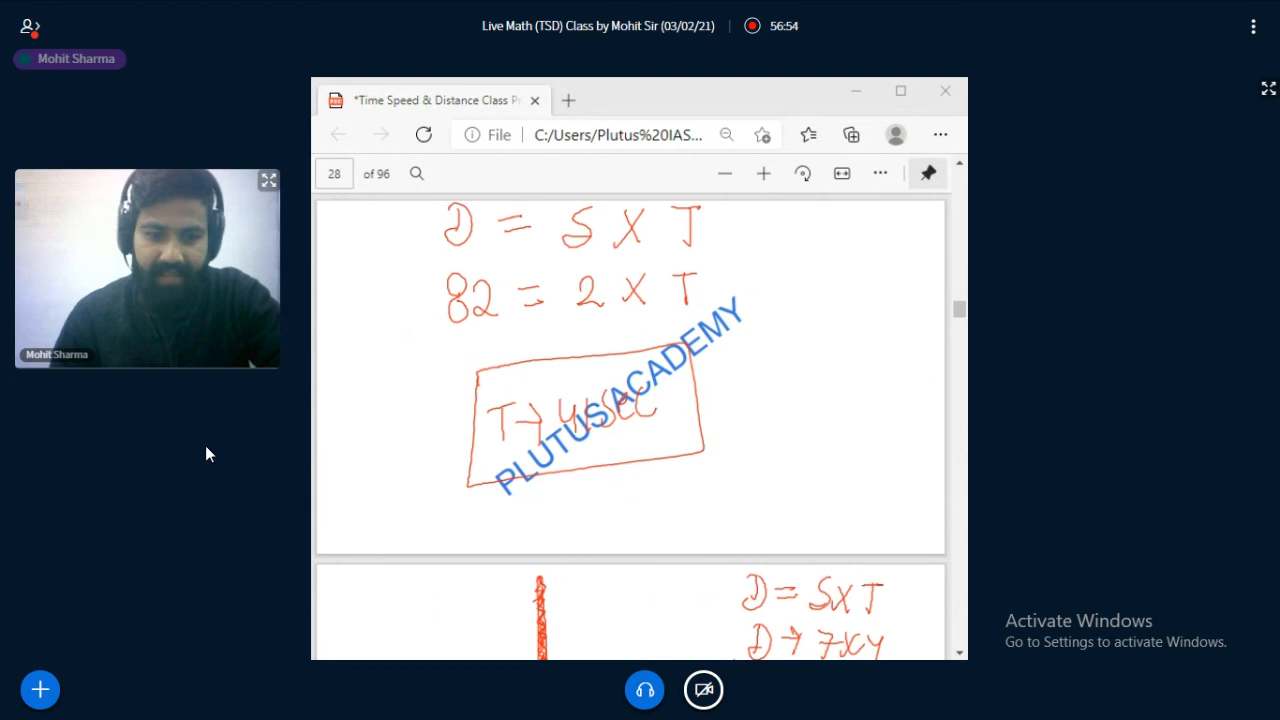 Live Math (TSD) Class by Mohit Sir (03/02/21)
56:54
Mohit Sharma
*Time Speed & Distance Class Pr
File
C:/Users/Plutus%20IAS...
28
of 96
D = S X T
82 = 2 X T
T → 41 SEC
PLUTUS ACADEMY
Mohit Sharma
D = S X T
D → 7 X 4
Activate Windows
Go to Settings to activate Windows.